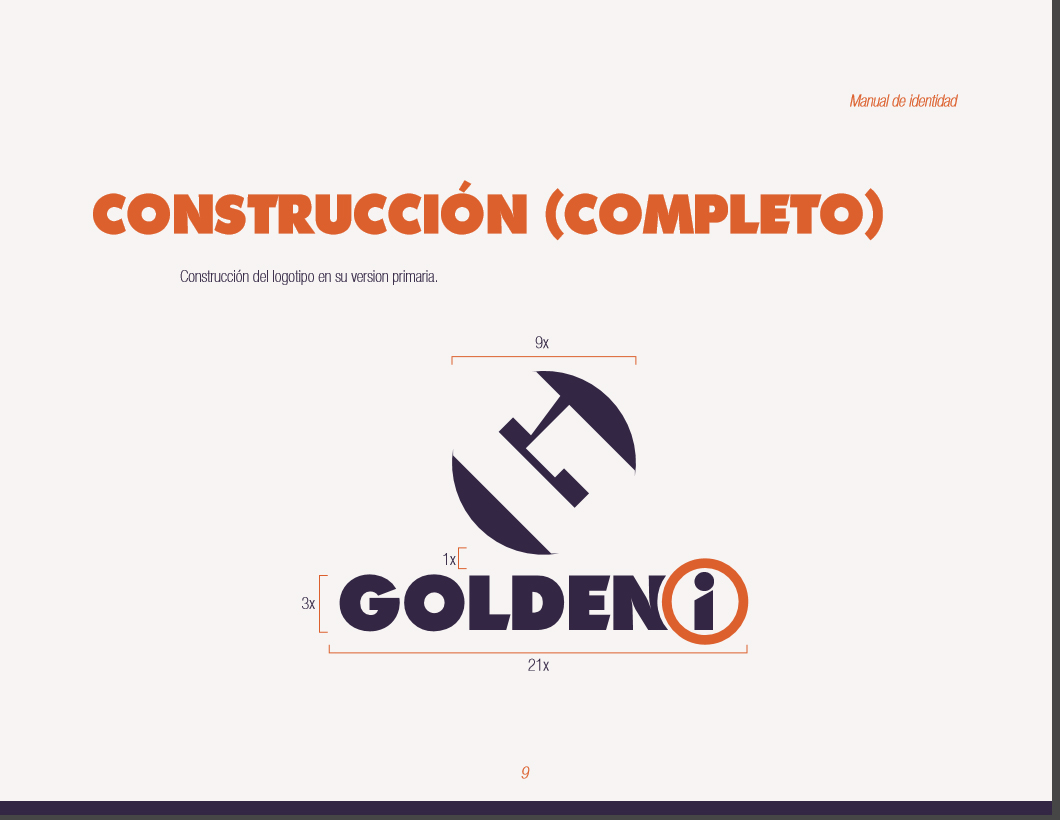 Manual de identidad
CONSTRUCCIÓN (COMPLETO)
Construcción del logotipo en su version primaria.
9x
1x
3x
GOLDENi
21x
9